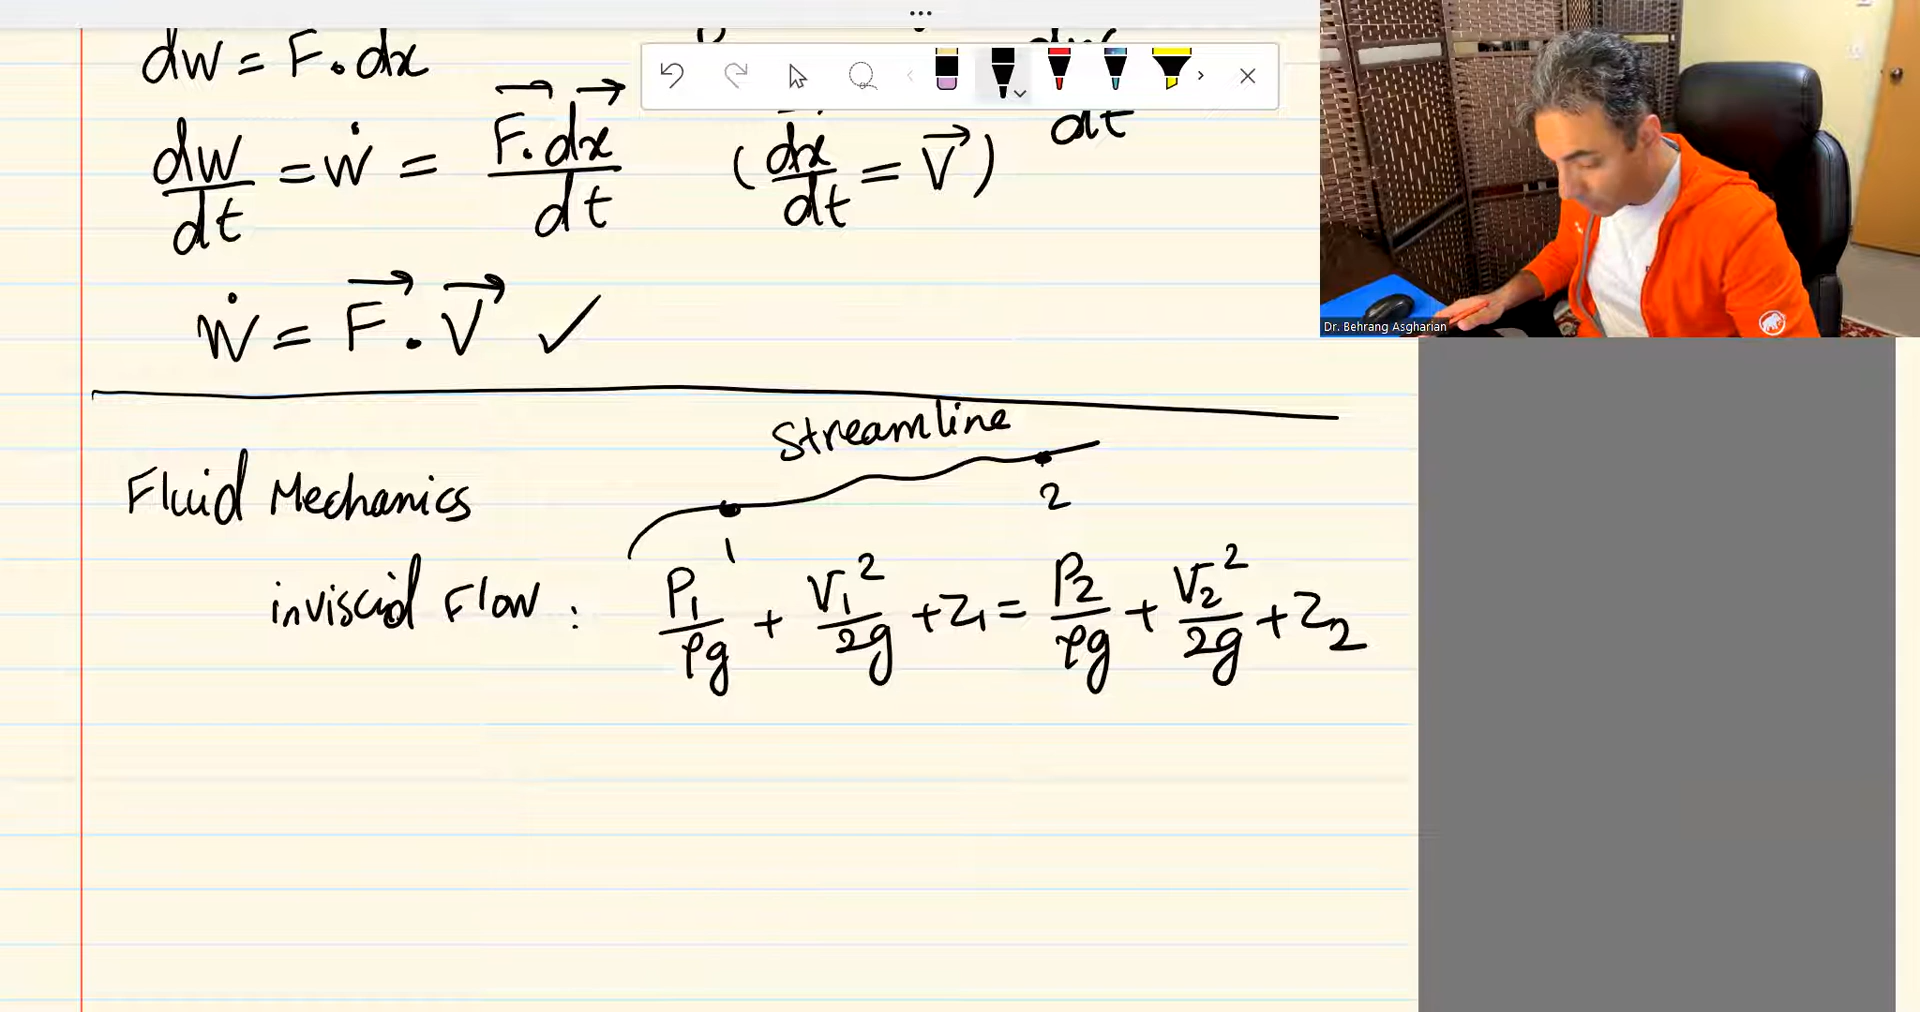 dw = F . dx
dw/dt = ẇ = F⃗ . dx⃗ / dt (dx⃗/dt = V⃗)
dt
ẇ = F⃗ . V⃗ ✓
Streamline
Fluid Mechanics
1 2
inviscid Flow : P₁/ρg + V₁²/2g + Z₁ = P₂/ρg + V₂²/2g + Z₂
Dr. Behrang Asgharian